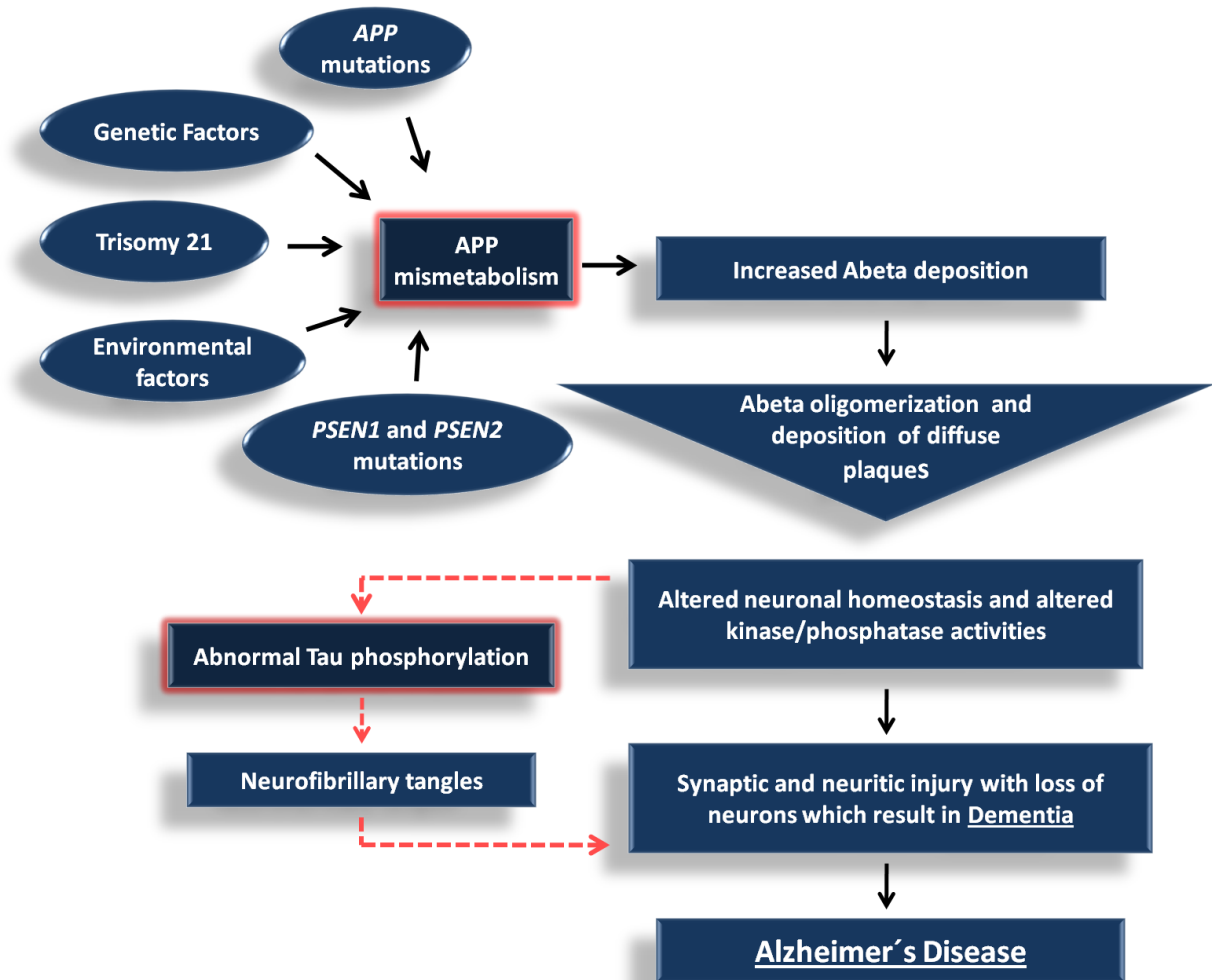 APP
mutations
Genetic Factors
Trisomy 21
Environmental
factors
PSEN1 and PSEN2
mutations
APP
mismetabolism
Increased Abeta deposition
Abeta oligomerization and
deposition of diffuse
plaques
Altered neuronal homeostasis and altered
kinase/phosphatase activities
Abnormal Tau phosphorylation
Neurofibrillary tangles
Synaptic and neuritic injury with loss of
neurons which result in Dementia
Alzheimer´s Disease